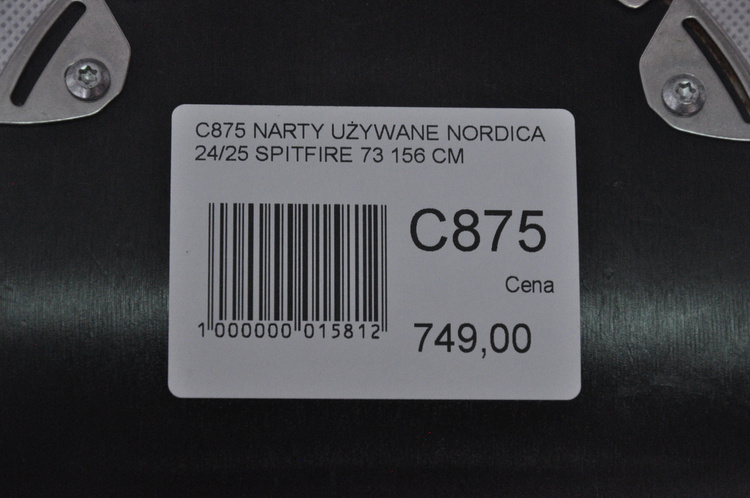 C875 NARTY UŻYWANE NORDICA
24/25 SPITFIRE 73 156 CM
C875
Cena
749,00
1 000000 015812